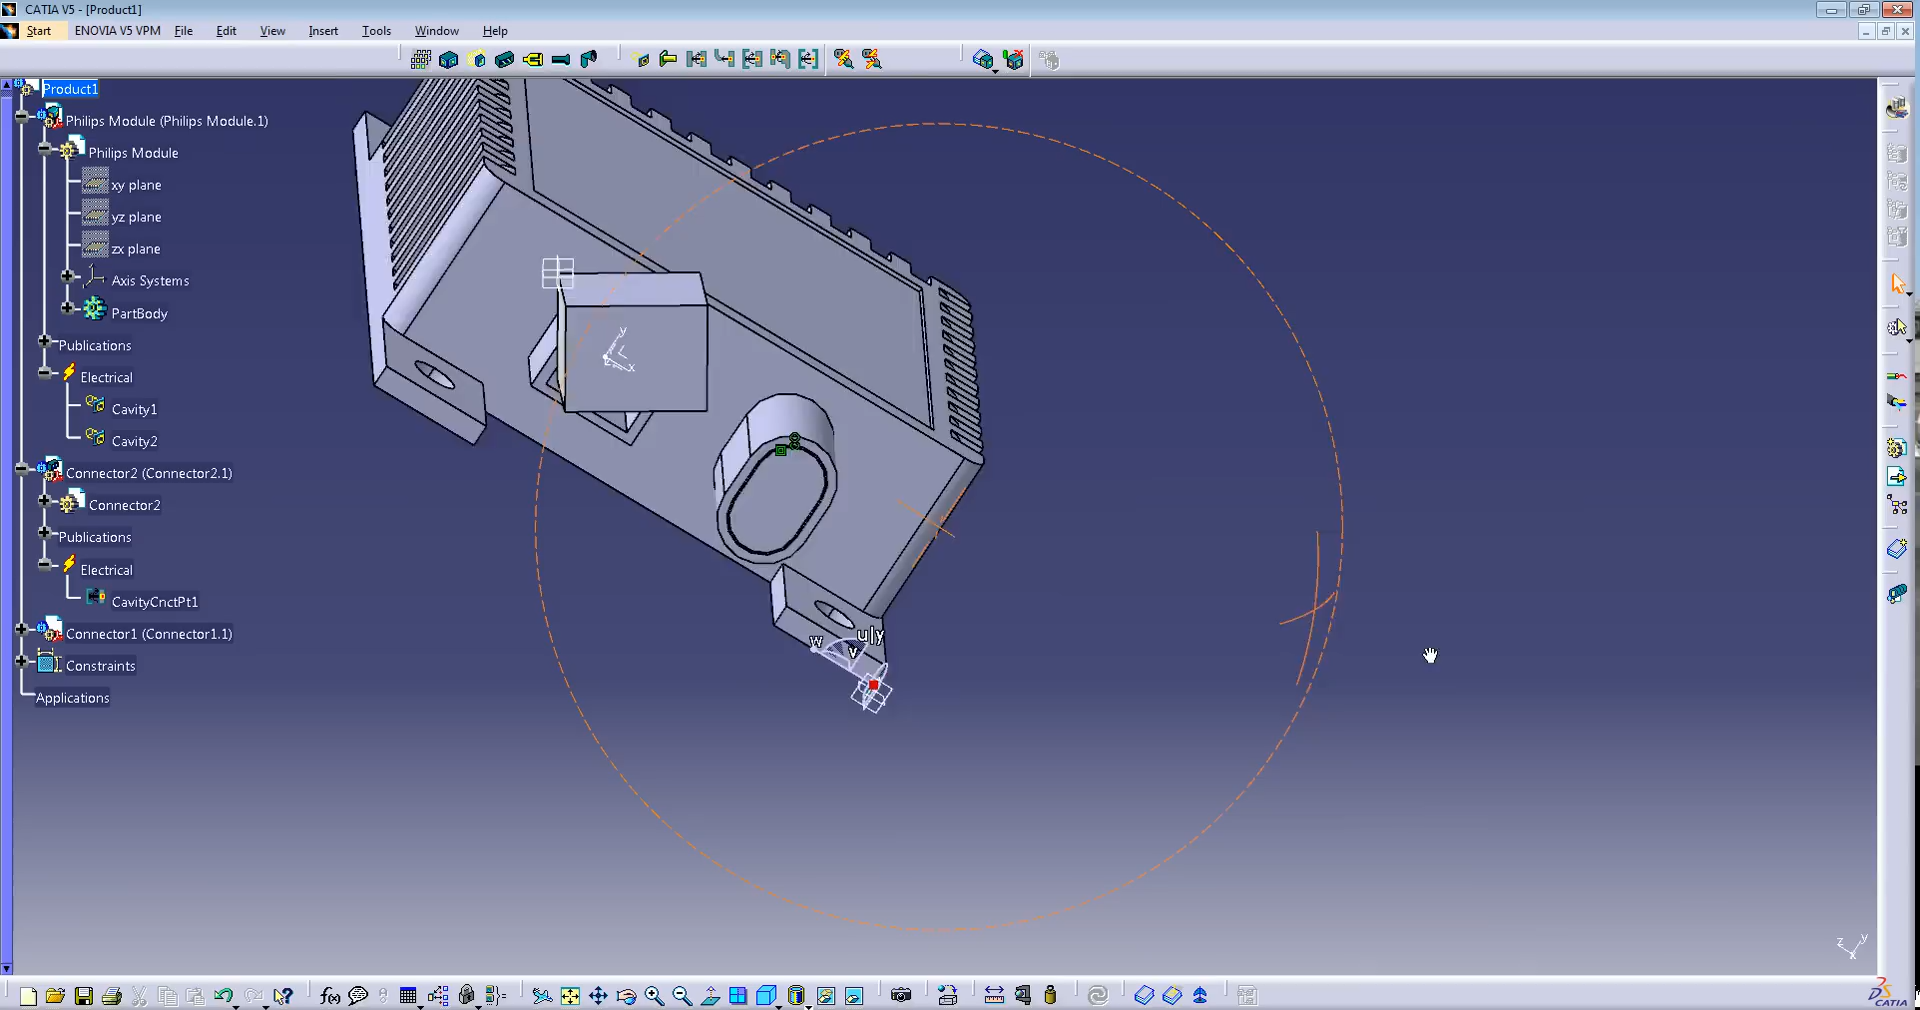 CATIA V5 - [Product1]
Start ENOVIA V5 VPM File Edit View Insert Tools Window Help
Product1
Philips Module (Philips Module.1)
Philips Module
xy plane
yz plane
zx plane
Axis Systems
PartBody
Publications
Electrical
Cavity1
Cavity2
Connector2 (Connector2.1)
Connector2
Publications
Electrical
CavityCnctPt1
Connector1 (Connector1.1)
Constraints
Applications
y
x
w
u|y
v
z y
x
f(x)
DS CATIA